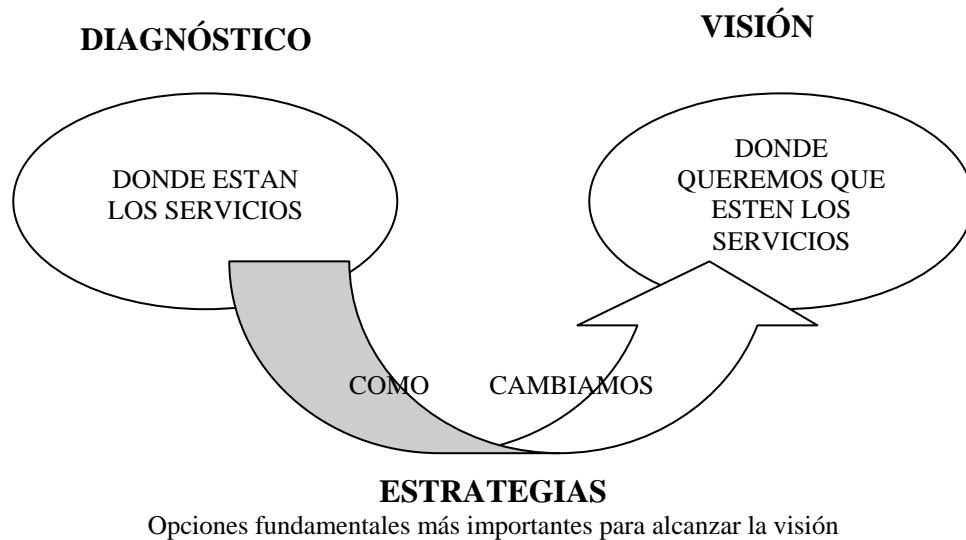 DIAGNÓSTICO
VISIÓN
DONDE ESTAN
LOS SERVICIOS
DONDE
QUEREMOS QUE
ESTEN LOS
SERVICIOS
COMO CAMBIAMOS
ESTRATEGIAS
Opciones fundamentales más importantes para alcanzar la visión